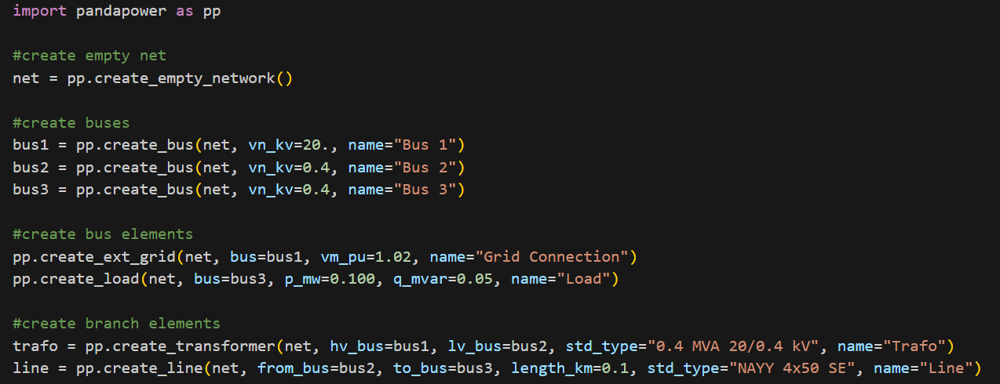 import pandapower as pp
#create empty net
net = pp.create_empty_network()
#create buses
bus1 = pp.create_bus(net, vn_kv=20., name="Bus 1")
bus2 = pp.create_bus(net, vn_kv=0.4, name="Bus 2")
bus3 = pp.create_bus(net, vn_kv=0.4, name="Bus 3")
#create bus elements
pp.create_ext_grid(net, bus=bus1, vm_pu=1.02, name="Grid Connection")
pp.create_load(net, bus=bus3, p_mw=0.100, q_mvar=0.05, name="Load")
#create branch elements
trafo = pp.create_transformer(net, hv_bus=bus1, lv_bus=bus2, std_type="0.4 MVA 20/0.4 kV", name="Trafo")
line = pp.create_line(net, from_bus=bus2, to_bus=bus3, length_km=0.1, std_type="NAYY 4x50 SE", name="Line")